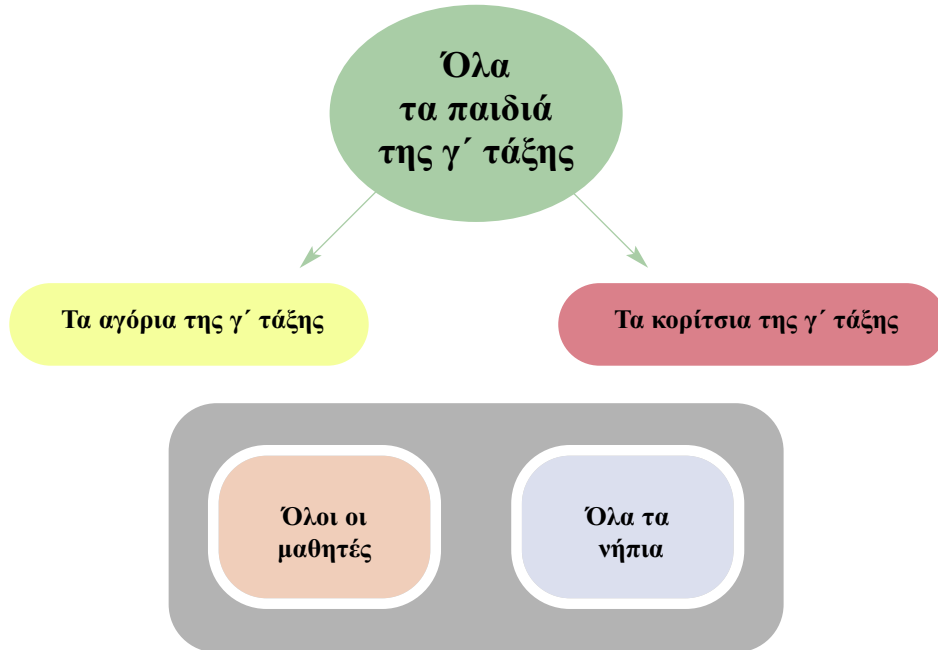 Όλα
τα παιδιά
της γ΄ τάξης
Τα αγόρια της γ΄ τάξης
Τα κορίτσια της γ΄ τάξης
Όλοι οι
μαθητές
Όλα τα
νήπια